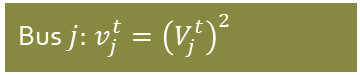 Bus j: v_j^t = (V_j^t)^2